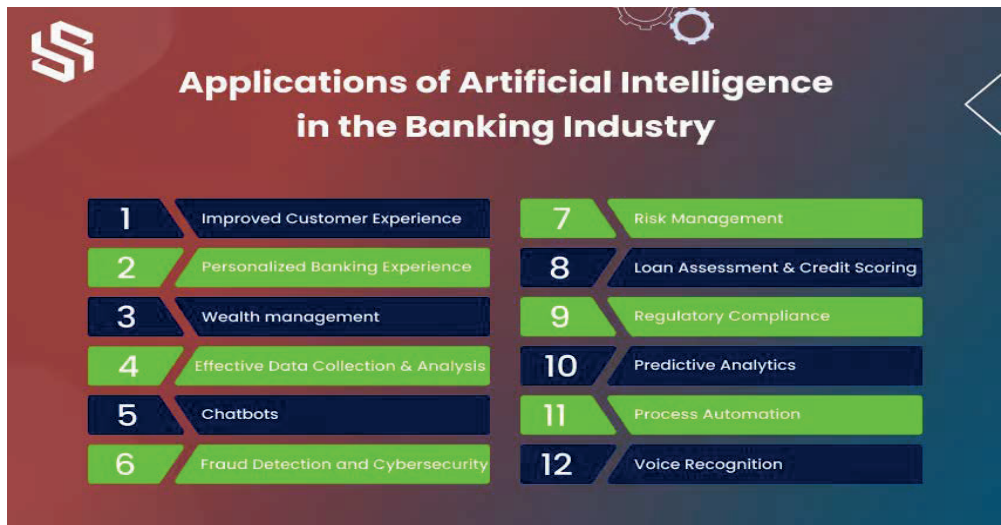 Applications of Artificial Intelligence
in the Banking Industry
1 Improved Customer Experience
2 Personalized Banking Experience
3 Wealth management
4 Effective Data Collection & Analysis
5 Chatbots
6 Fraud Detection and Cybersecurity
7 Risk Management
8 Loan Assessment & Credit Scoring
9 Regulatory Compliance
10 Predictive Analytics
11 Process Automation
12 Voice Recognition